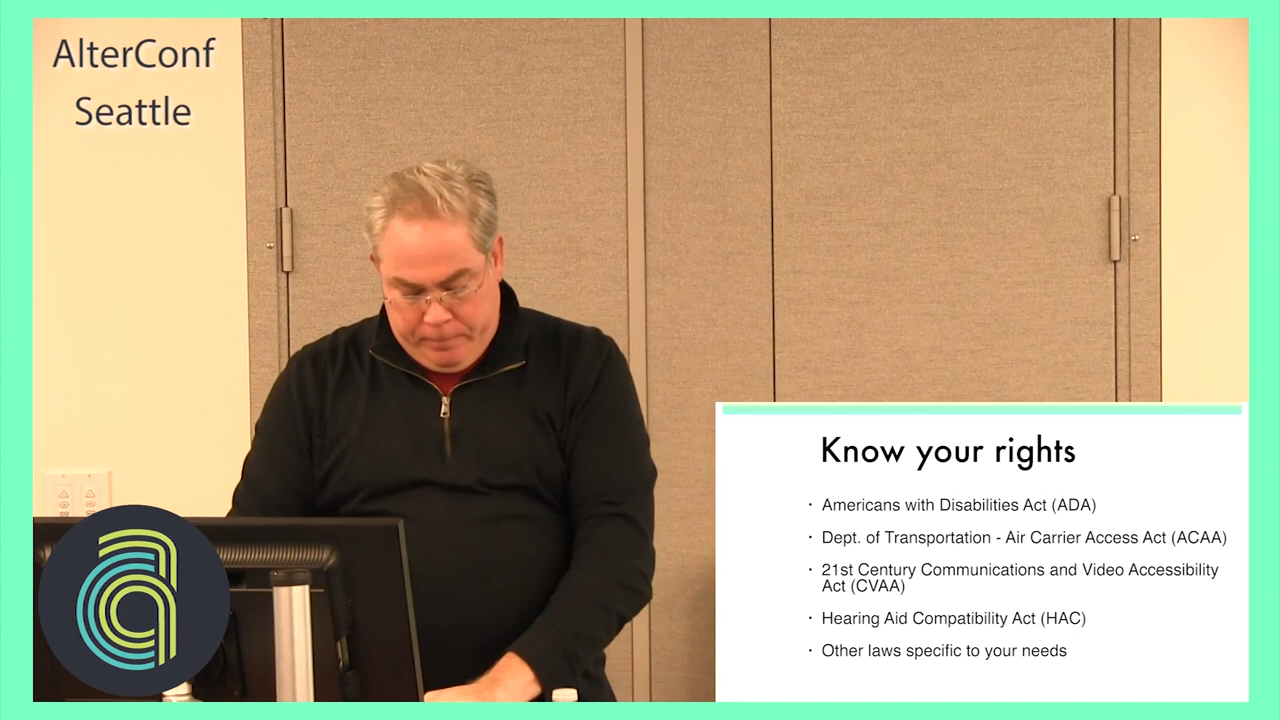 AlterConf
Seattle
Know your rights
· Americans with Disabilities Act (ADA)
· Dept. of Transportation - Air Carrier Access Act (ACAA)
· 21st Century Communications and Video Accessibility
Act (CVAA)
· Hearing Aid Compatibility Act (HAC)
· Other laws specific to your needs